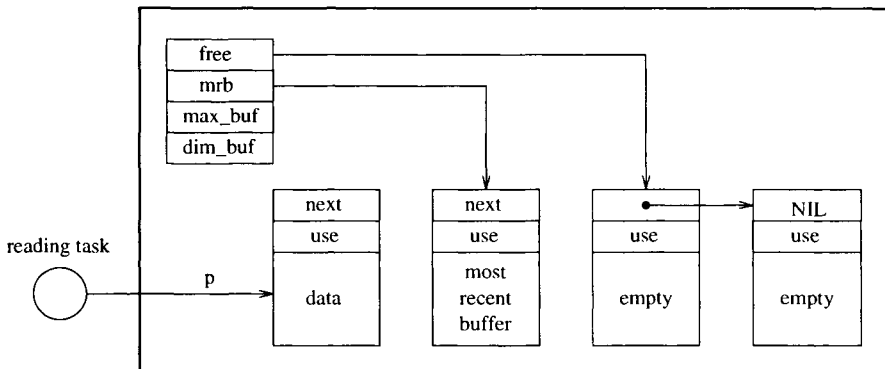 free
mrb
max_buf
dim_buf
next
next
NIL
use
use
use
use
reading task
p
data
most
recent
buffer
empty
empty